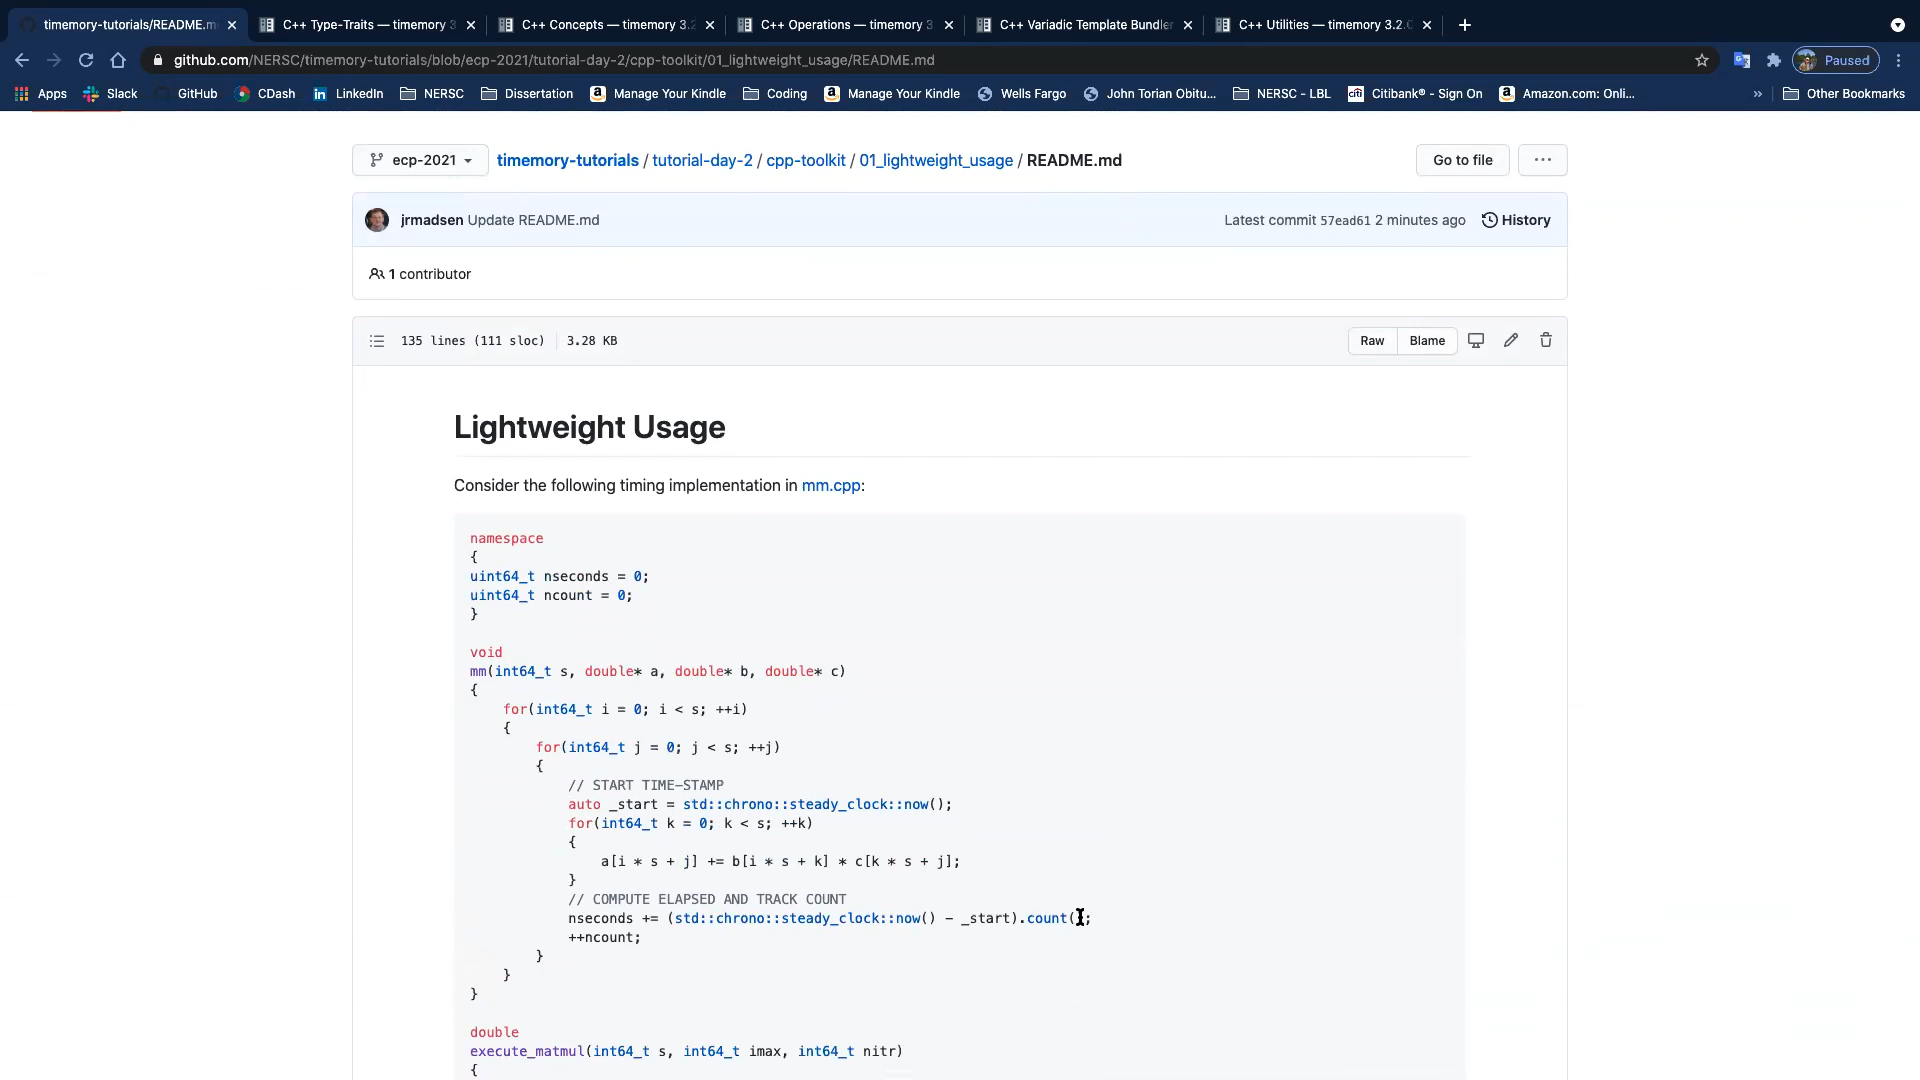 timemory-tutorials/README.m
C++ Type-Traits — timemory 3
C++ Concepts — timemory 3.2
C++ Operations — timemory 3
C++ Variadic Template Bundler
C++ Utilities — timemory 3.2.0
github.com/NERSC/timemory-tutorials/blob/ecp-2021/tutorial-day-2/cpp-toolkit/01_lightweight_usage/README.md
Paused
Apps
Slack
GitHub
CDash
LinkedIn
NERSC
Dissertation
Manage Your Kindle
Coding
Manage Your Kindle
Wells Fargo
John Torian Obitu...
NERSC - LBL
Citibank® - Sign On
Amazon.com: Onli...
»
Other Bookmarks
ecp-2021
timemory-tutorials / tutorial-day-2 / cpp-toolkit / 01_lightweight_usage / README.md
Go to file
jrmadsen Update README.md
Latest commit 57ead61 2 minutes ago
History
1 contributor
135 lines (111 sloc)
3.28 KB
Raw
Blame
Lightweight Usage
Consider the following timing implementation in mm.cpp:
namespace
{
uint64_t nseconds = 0;
uint64_t ncount = 0;
}
void
mm(int64_t s, double* a, double* b, double* c)
{
for(int64_t i = 0; i < s; ++i)
{
for(int64_t j = 0; j < s; ++j)
{
// START TIME-STAMP
auto _start = std::chrono::steady_clock::now();
for(int64_t k = 0; k < s; ++k)
{
a[i * s + j] += b[i * s + k] * c[k * s + j];
}
// COMPUTE ELAPSED AND TRACK COUNT
nseconds += (std::chrono::steady_clock::now() - _start).count();
++ncount;
}
}
}
double
execute_matmul(int64_t s, int64_t imax, int64_t nitr)
{